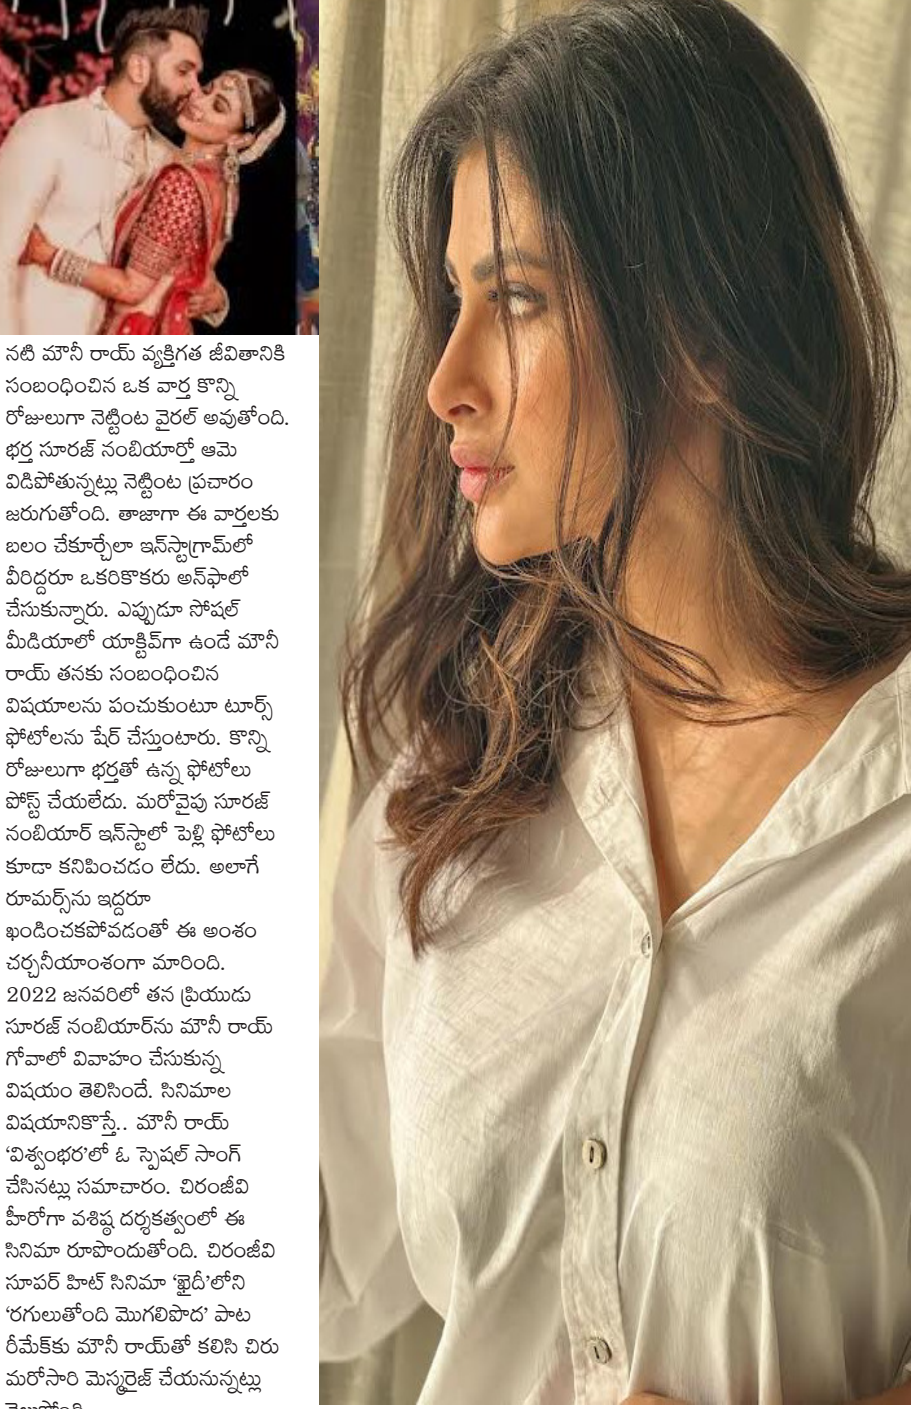 నటి మౌనీ రాయ్ వ్యక్తిగత జీవితానికి
సంబంధించిన ఒక వార్త కొన్ని
రోజులుగా నెట్టింట వైరల్ అవుతోంది.
భర్త సూరజ్ నంబియార్తో ఆమె
విడిపోతున్నట్లు నెట్టింట ప్రచారం
జరుగుతోంది. తాజాగా ఈ వార్తలకు
బలం చేకూర్చేలా ఇన్‌స్టాగ్రామ్‌లో
వీరిద్దరూ ఒకరికొకరు అన్‌ఫాలో
చేసుకున్నారు. ఎప్పుడూ సోషల్
మీడియాలో యాక్టివ్‌గా ఉండే మౌనీ
రాయ్ తనకు సంబంధించిన
విషయాలను పంచుకుంటూ టూర్స్
ఫోటోలను షేర్ చేస్తుంటారు. కొన్ని
రోజులుగా భర్తతో ఉన్న ఫోటోలు
పోస్ట్ చేయలేదు. మరోవైపు సూరజ్
నంబియార్ ఇన్‌స్టాలో పెళ్లి ఫోటోలు
కూడా కనిపించడం లేదు. అలాగే
రూమర్స్‌ను ఇద్దరూ
ఖండించకపోవడంతో ఈ అంశం
చర్చనీయాంశంగా మారింది.
2022 జనవరిలో తన ప్రియుడు
సూరజ్ నంబియార్‌ను మౌనీ రాయ్
గోవాలో వివాహం చేసుకున్న
విషయం తెలిసిందే. సినిమాల
విషయానికొస్తే.. మౌనీ రాయ్
‘విశ్వంభర’లో ఓ స్పెషల్ సాంగ్
చేసినట్లు సమాచారం. చిరంజీవి
హీరోగా వశిష్ఠ దర్శకత్వంలో ఈ
సినిమా రూపొందుతోంది. చిరంజీవి
సూపర్ హిట్ సినిమా ‘ఖైదీ’లోని
‘రగులుతోంది మొగలిపొద’ పాట
రీమేక్‌కు మౌనీ రాయ్‌తో కలిసి చిరు
మరోసారి మెస్మరైజ్ చేయనున్నట్లు